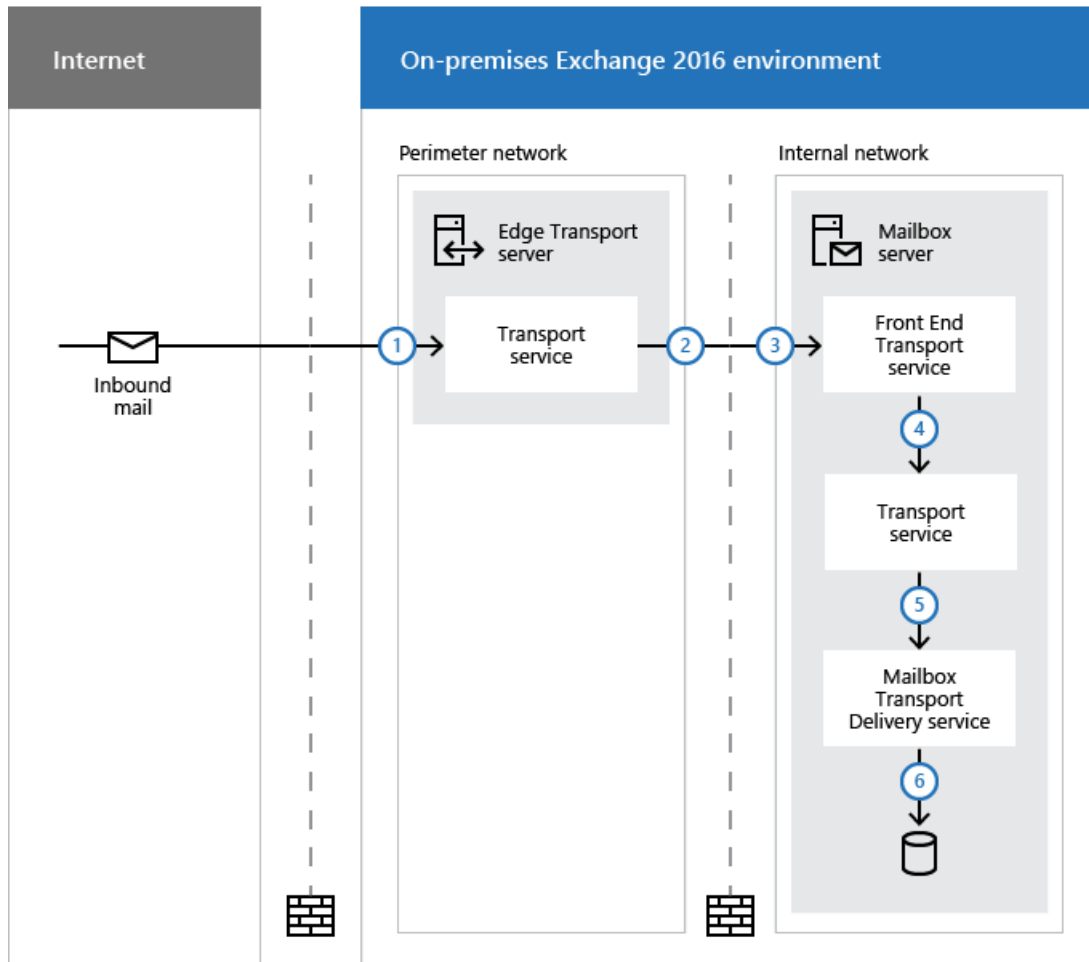 Internet
On-premises Exchange 2016 environment
Perimeter network
Internal network
Edge Transport
server
Mailbox
server
Inbound
mail
1
Transport
service
2
3
Front End
Transport
service
4
Transport
service
5
Mailbox
Transport
Delivery service
6